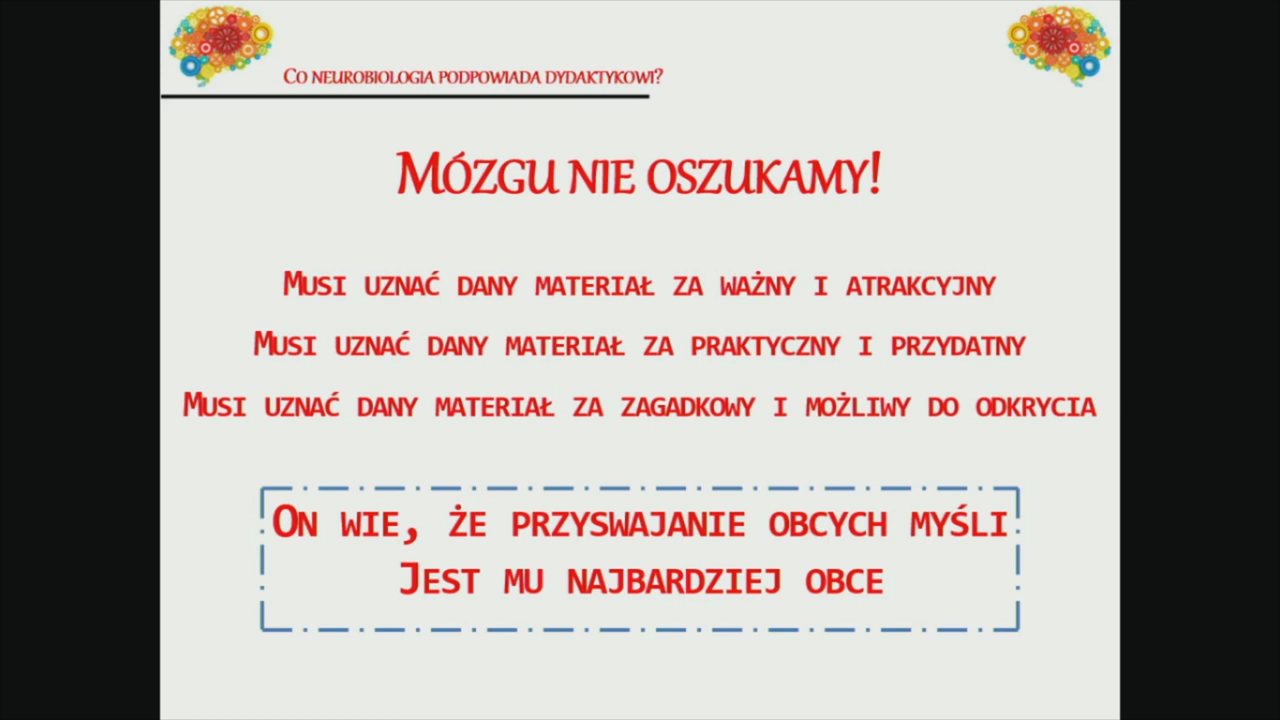 Co neurobiologia podpowiada dydaktykowi?
Mózgu nie oszukamy!
Musi uznać dany materiał za ważny i atrakcyjny
Musi uznać dany materiał za praktyczny i przydatny
Musi uznać dany materiał za zagadkowy i możliwy do odkrycia
On wie, że przyswajanie obcych myśli
Jest mu najbardziej obce